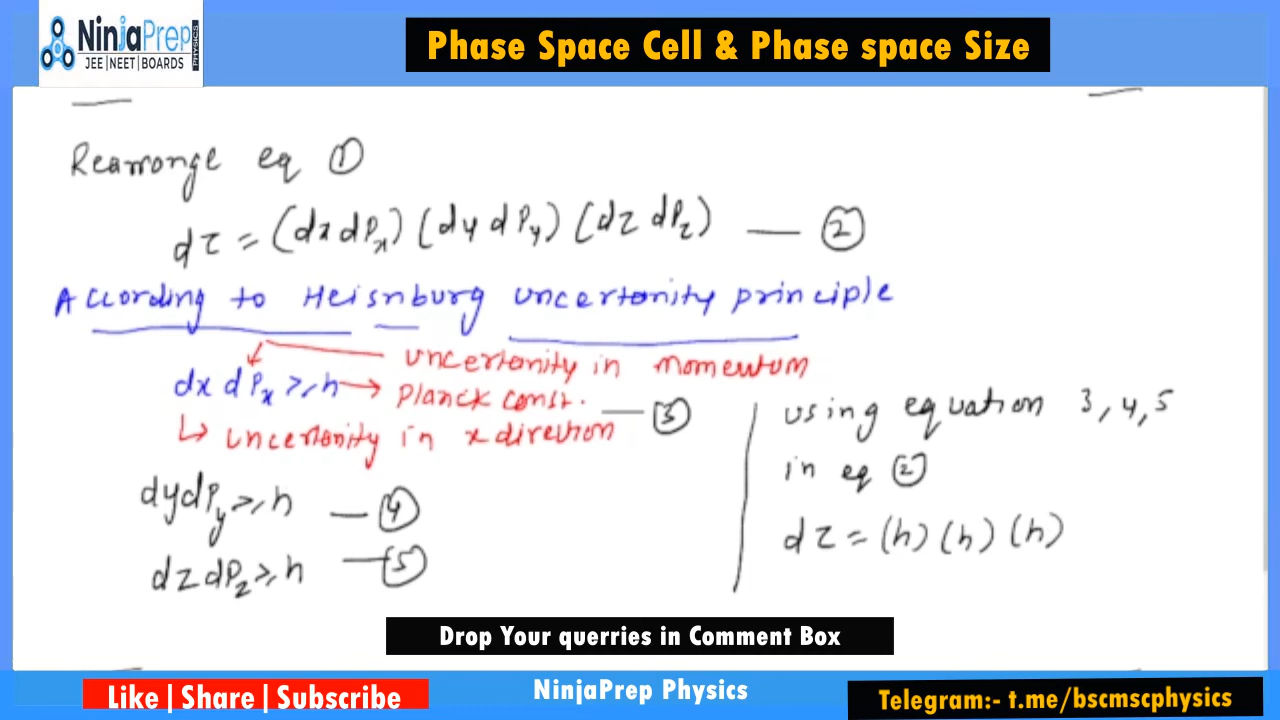 NinjaPrep
PHYSICS
JEE|NEET|BOARDS
Phase Space Cell & Phase space Size
Rearronge eq ①
dτ = (dx dPx) (dy dPy) (dz dPz) — ②
According to Heisnburg uncertonity principle
uncertonity in momentum
dx dPx ≥ h → Planck const. — ③
↳ uncertonity in x direction
dy dPy ≥ h — ④
dz dPz ≥ h — ⑤
using equation 3, 4, 5
in eq ②
dτ = (h) (h) (h)
Drop Your querries in Comment Box
Like | Share | Subscribe
NinjaPrep Physics
Telegram:- t.me/bscmscphysics